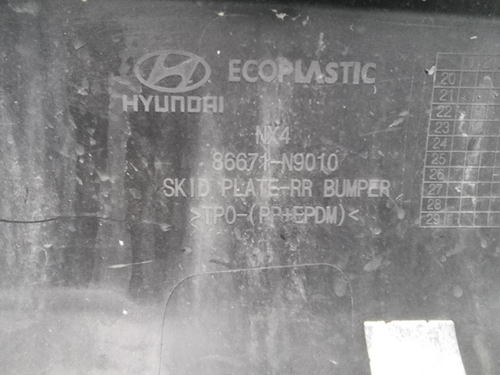 ECOPLASTIC
HYUNDAI
NX4
86671-N9010
SKID PLATE-RR BUMPER
>TPO-(PP+EPDM)<
20
21
22
23
24
25
26
27
28
29